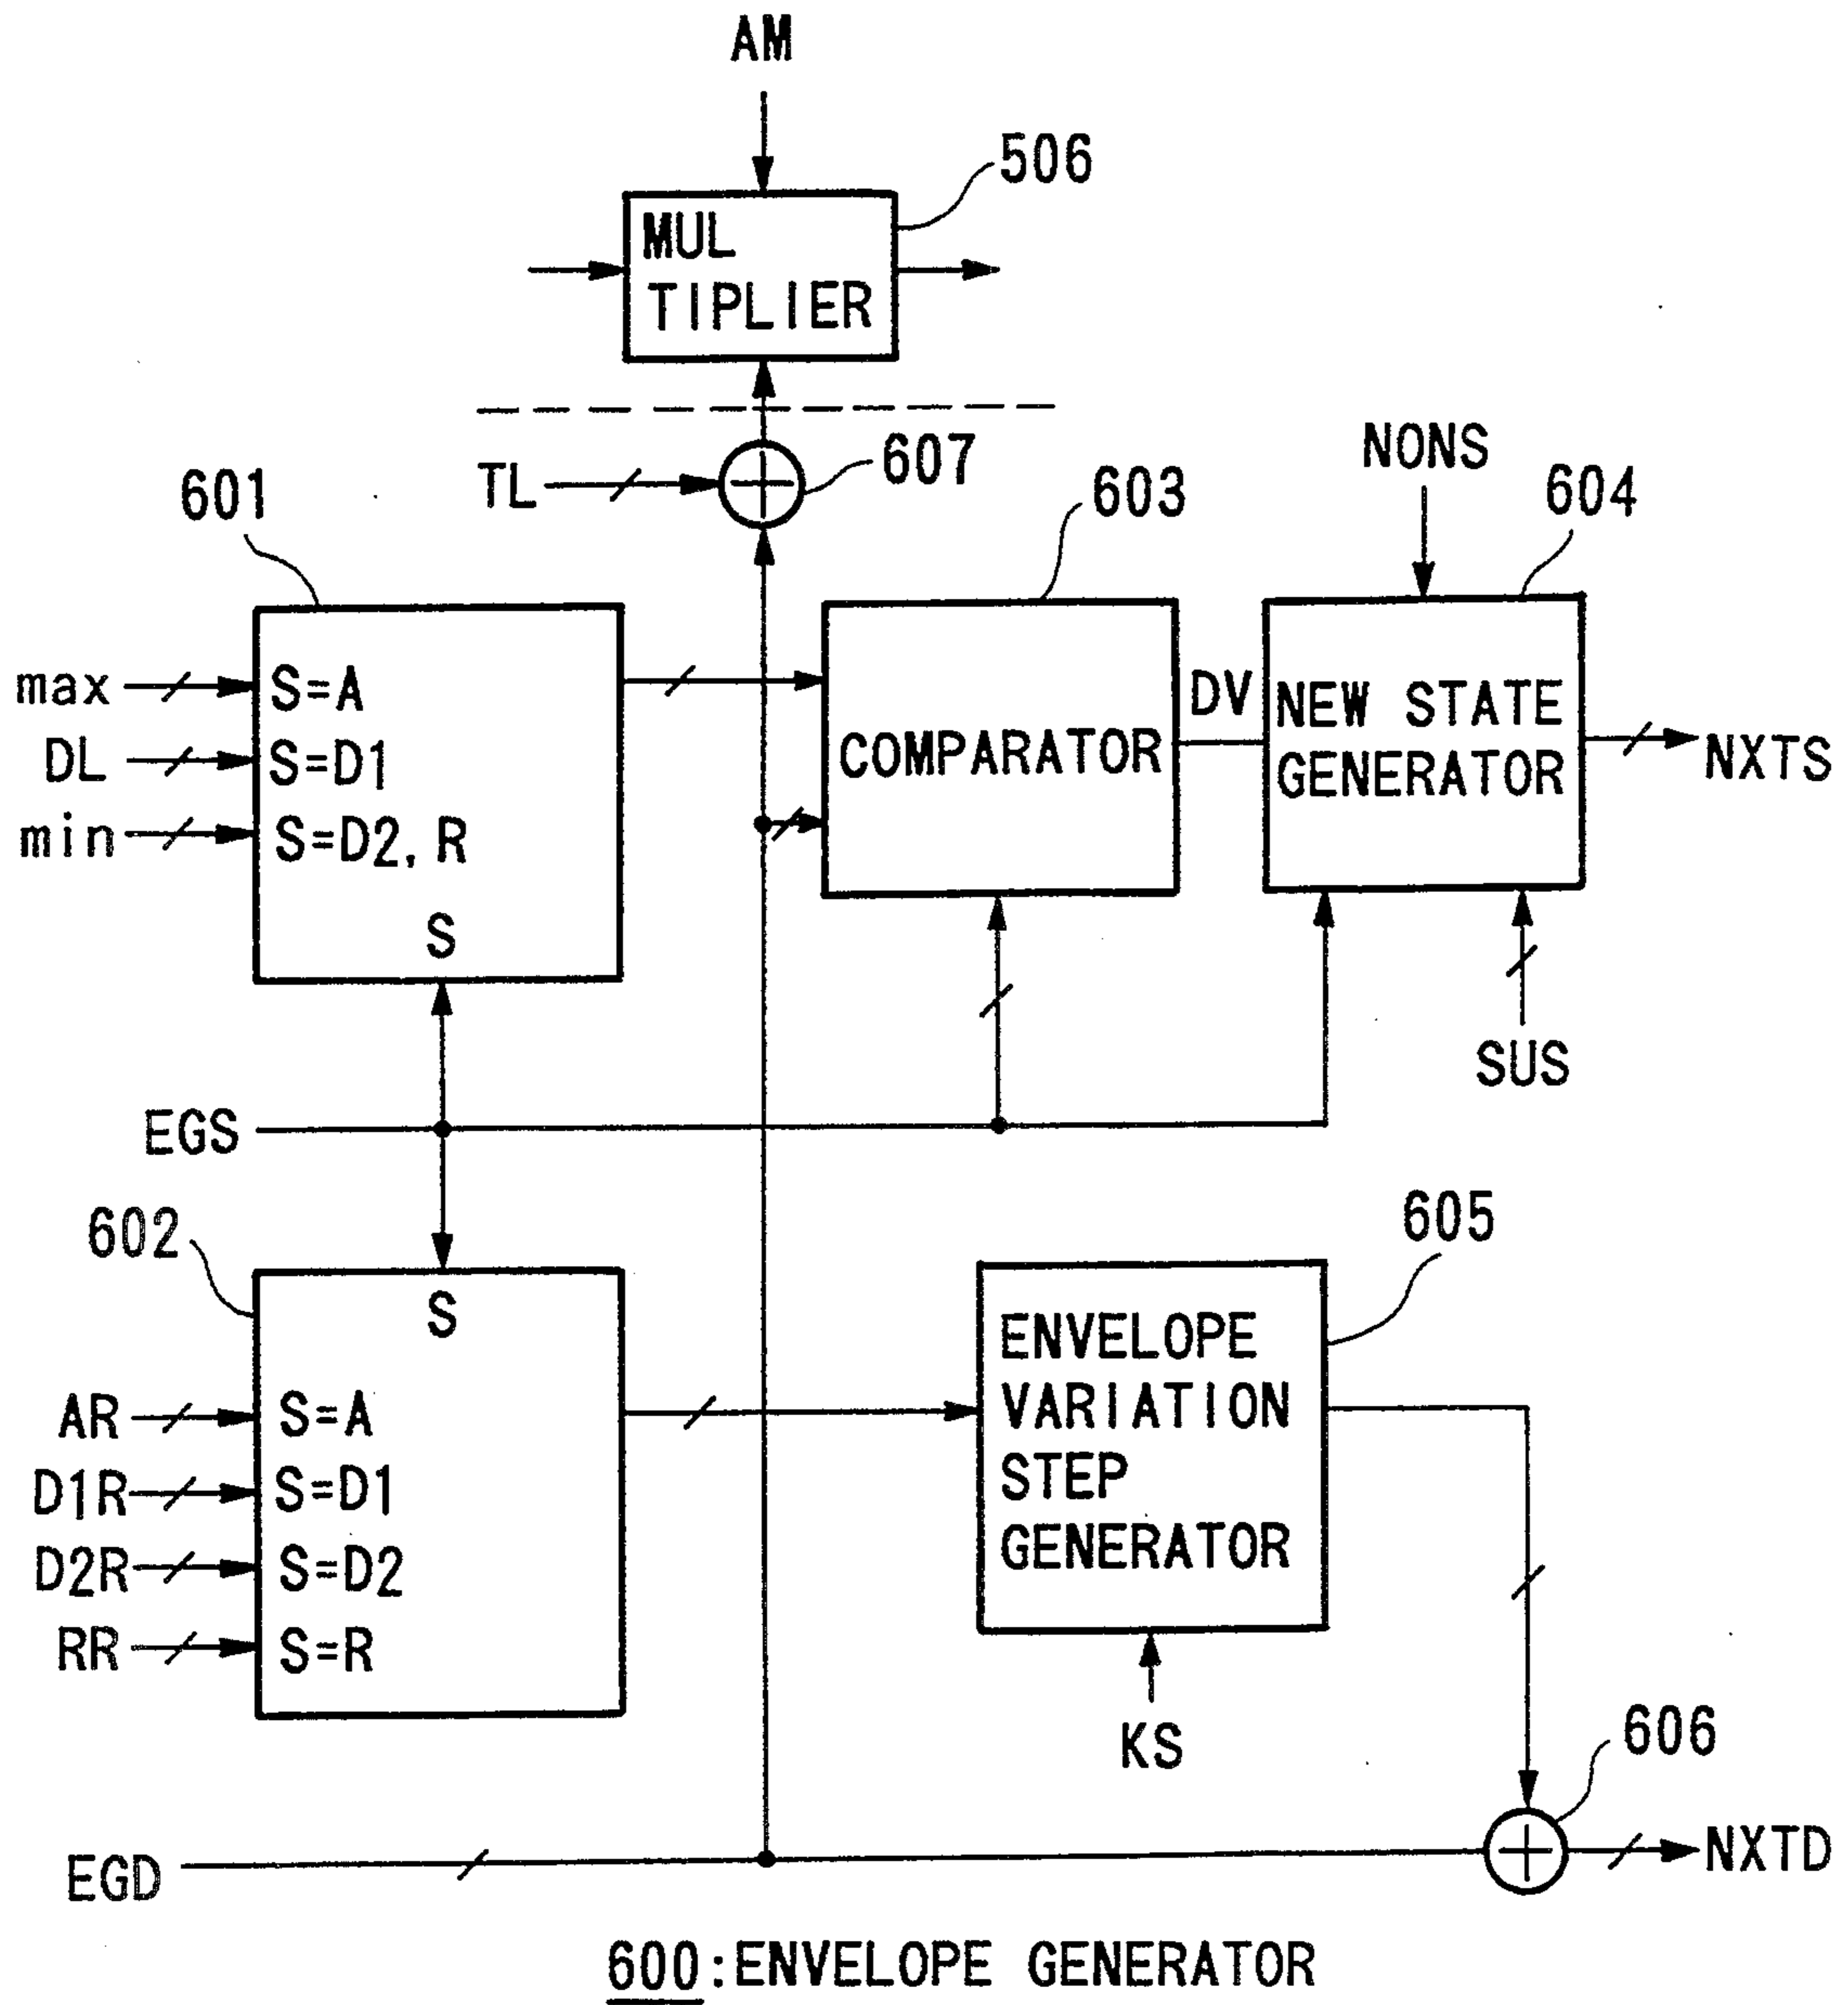 AM
506
MUL
TIPLIER
TL
607
NONS
601
603
604
max
S=A
DL
S=D1
min
S=D2, R
S
COMPARATOR
DV
NEW STATE
GENERATOR
NXTS
SUS
EGS
602
605
S
AR
S=A
D1R
S=D1
D2R
S=D2
RR
S=R
ENVELOPE
VARIATION
STEP
GENERATOR
KS
606
EGD
NXTD
600:ENVELOPE GENERATOR